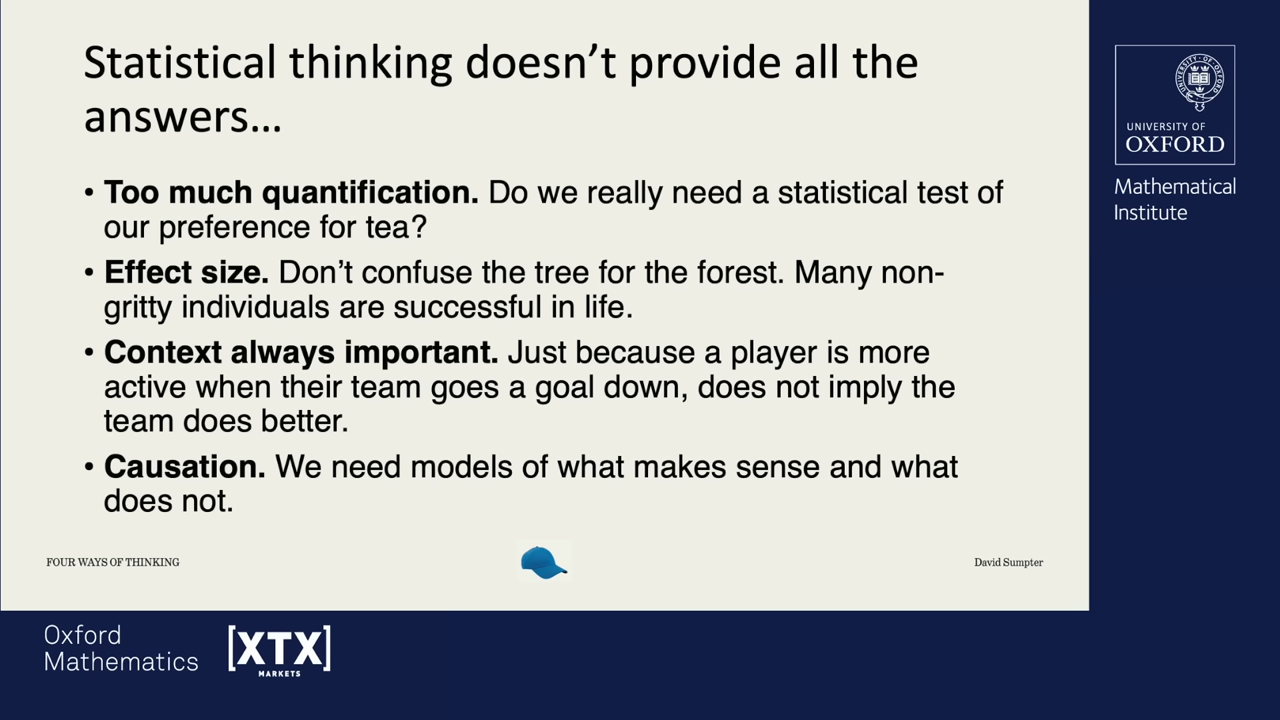 Statistical thinking doesn’t provide all the
answers…
• Too much quantification. Do we really need a statistical test of
our preference for tea?
• Effect size. Don’t confuse the tree for the forest. Many non-
gritty individuals are successful in life.
• Context always important. Just because a player is more
active when their team goes a goal down, does not imply the
team does better.
• Causation. We need models of what makes sense and what
does not.
FOUR WAYS OF THINKING
David Sumpter
UNIVERSITY OF
OXFORD
Mathematical
Institute
Oxford
Mathematics
[XTX]
MARKETS